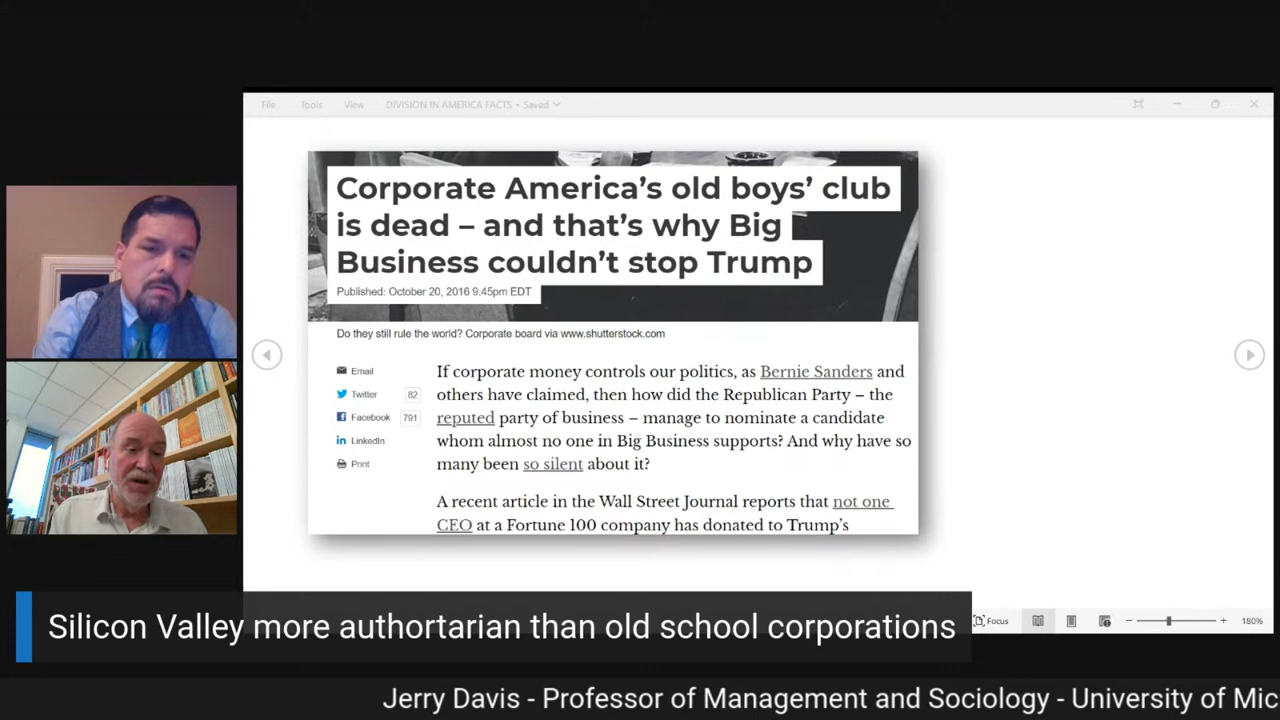 File Tools View DIVISION IN AMERICA FACTS • Saved
Corporate America's old boys' club
is dead – and that's why Big
Business couldn't stop Trump
Published: October 20, 2016 9.45pm EDT
Do they still rule the world? Corporate board via www.shutterstock.com
Email
Twitter 82
Facebook 791
LinkedIn
Print
If corporate money controls our politics, as Bernie Sanders and
others have claimed, then how did the Republican Party – the
reputed party of business – manage to nominate a candidate
whom almost no one in Big Business supports? And why have so
many been so silent about it?
A recent article in the Wall Street Journal reports that not one
CEO at a Fortune 100 company has donated to Trump's
Silicon Valley more authortarian than old school corporations
Focus
− + 180%
Jerry Davis - Professor of Management and Sociology - University of Mic